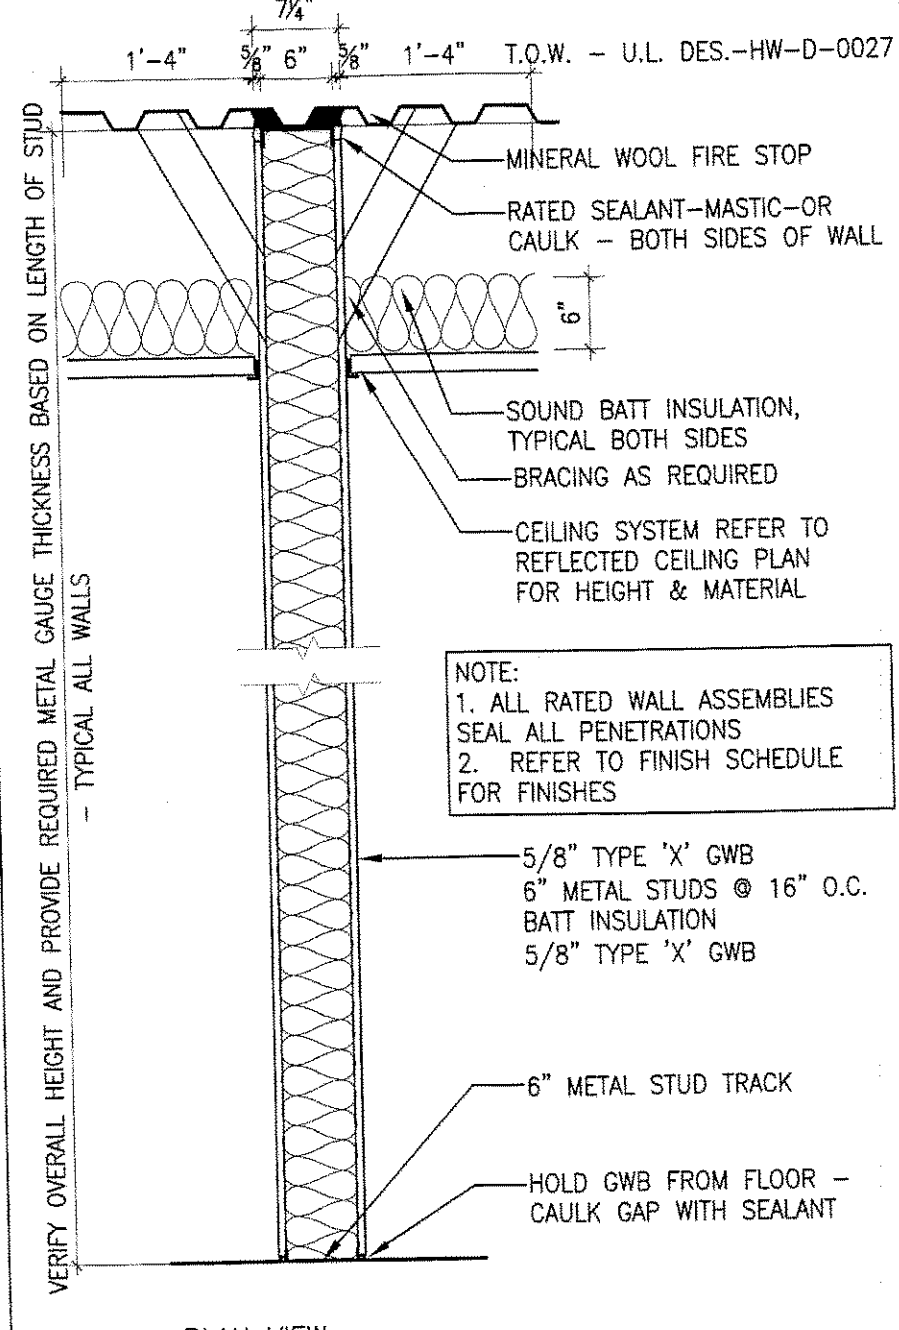 7¼"
1'-4" ⅝" 6" ⅝" 1'-4" T.O.W. - U.L. DES.-HW-D-0027
MINERAL WOOL FIRE STOP
RATED SEALANT-MASTIC-OR
CAULK - BOTH SIDES OF WALL
6"
SOUND BATT INSULATION,
TYPICAL BOTH SIDES
BRACING AS REQUIRED
CEILING SYSTEM REFER TO
REFLECTED CEILING PLAN
FOR HEIGHT & MATERIAL
NOTE:
1. ALL RATED WALL ASSEMBLIES
SEAL ALL PENETRATIONS
2. REFER TO FINISH SCHEDULE
FOR FINISHES
5/8" TYPE 'X' GWB
6" METAL STUDS @ 16" O.C.
BATT INSULATION
5/8" TYPE 'X' GWB
6" METAL STUD TRACK
HOLD GWB FROM FLOOR -
CAULK GAP WITH SEALANT
VERIFY OVERALL HEIGHT AND PROVIDE REQUIRED METAL GAUGE THICKNESS BASED ON LENGTH OF STUD
- TYPICAL ALL WALLS
PLAN VIEW